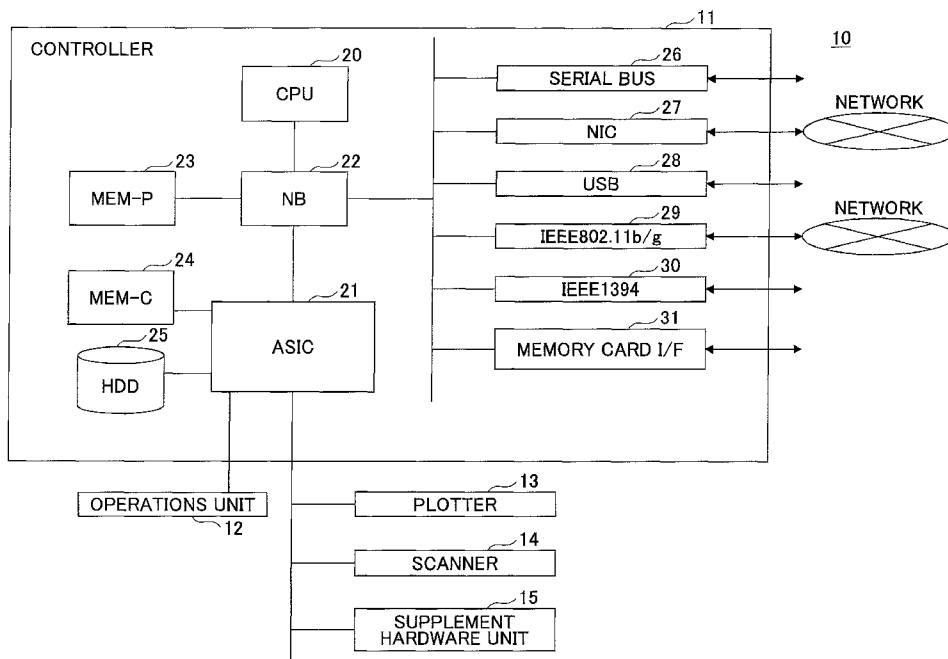 11
10
CONTROLLER
20
CPU
26
SERIAL BUS
NETWORK
27
NIC
23
MEM-P
22
NB
28
USB
NETWORK
29
IEEE802.11b/g
24
MEM-C
21
ASIC
30
IEEE1394
25
HDD
31
MEMORY CARD I/F
OPERATIONS UNIT
12
13
PLOTTER
14
SCANNER
15
SUPPLEMENT
HARDWARE UNIT